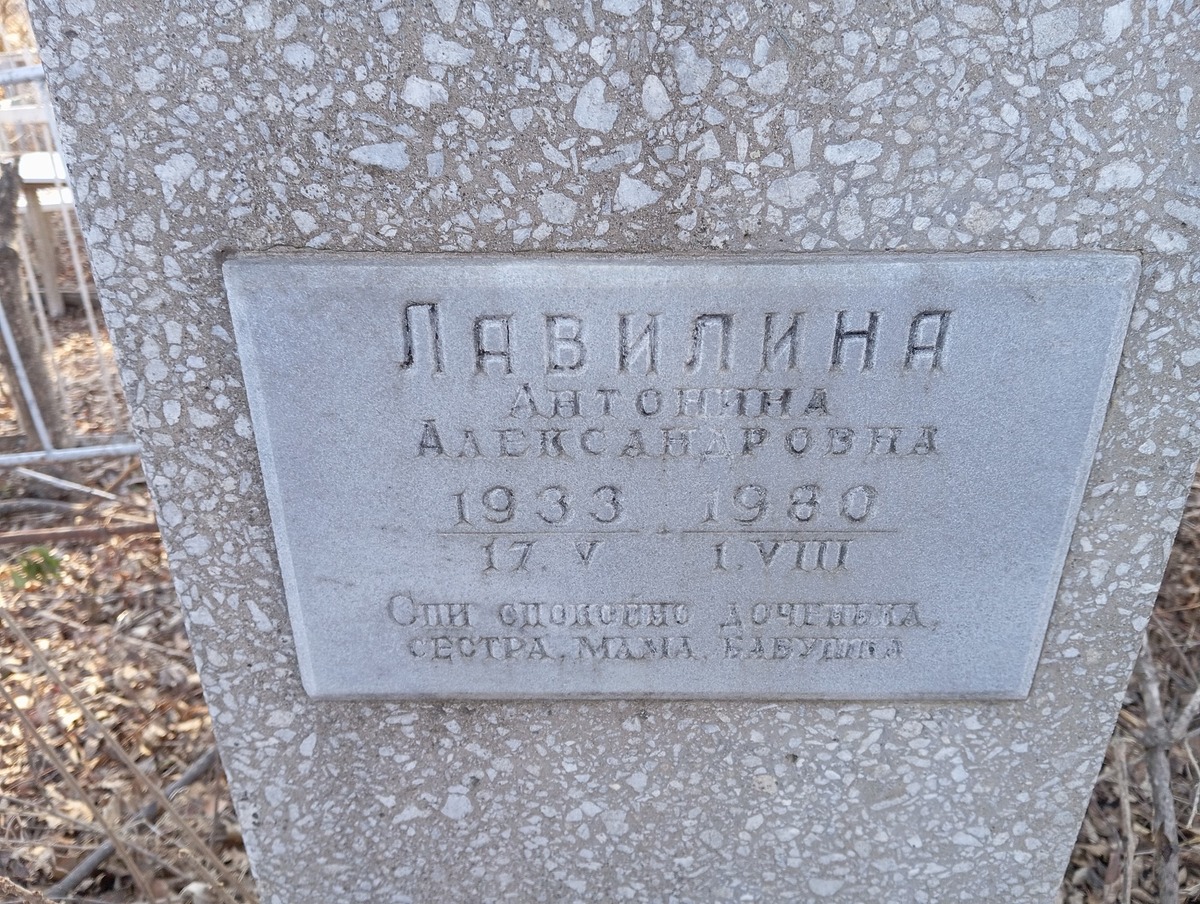 ЛАВИЛИНА
АНТОНИНА
АЛЕКСАНДРОВНА
1933 1980
17. V 1. VIII
СПИ СПОКОЙНО ДОЧЕНЬКА,
СЕСТРА, МАМА, БАБУШКА